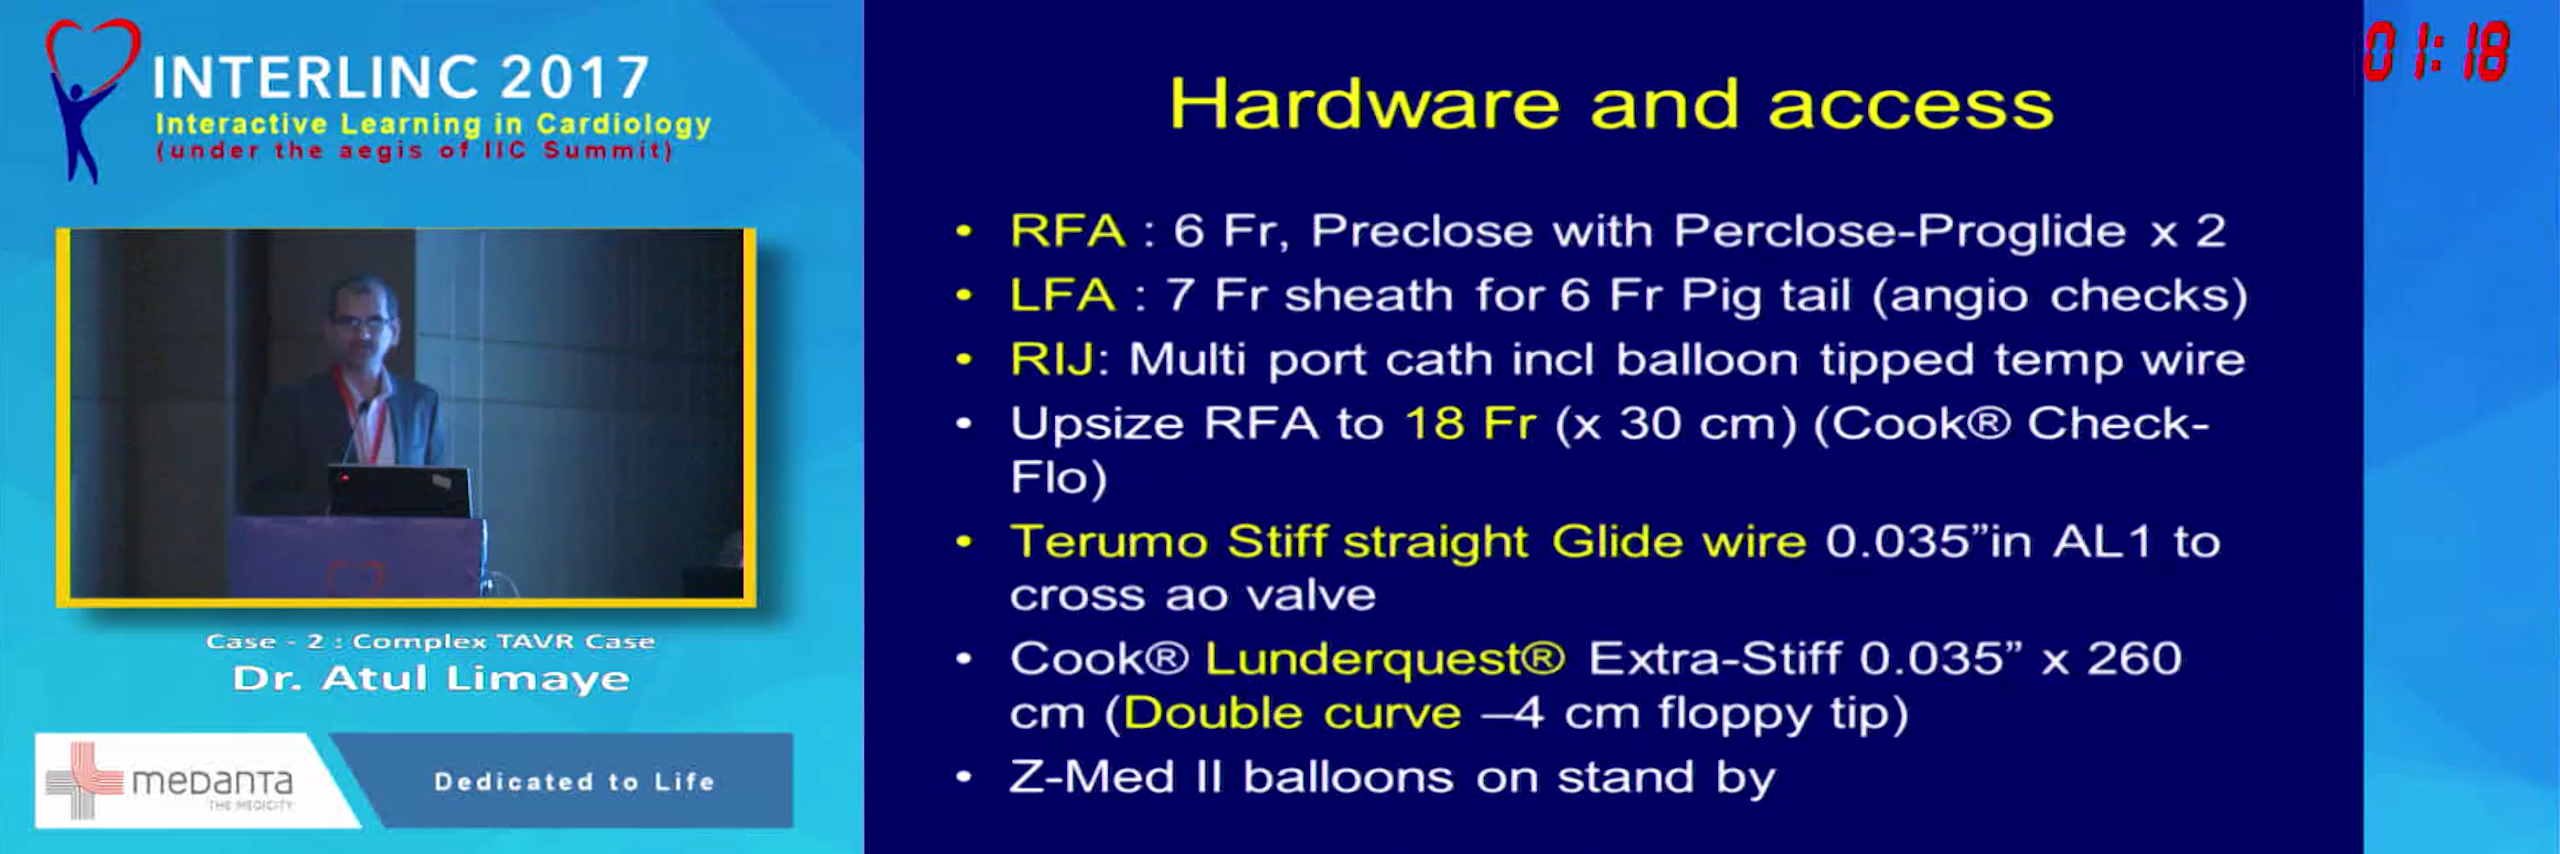 INTERLINC 2017
Interactive Learning in Cardiology
(under the aegis of IIC Summit)
Case - 2 : Complex TAVR Case
Dr. Atul Limaye
meDanTa
THE MEDICITY
Dedicated to Life
Hardware and access
• RFA : 6 Fr, Preclose with Perclose-Proglide x 2
• LFA : 7 Fr sheath for 6 Fr Pig tail (angio checks)
• RIJ: Multi port cath incl balloon tipped temp wire
• Upsize RFA to 18 Fr (x 30 cm) (Cook® Check-
Flo)
• Terumo Stiff straight Glide wire 0.035”in AL1 to
cross ao valve
• Cook® Lunderquest® Extra-Stiff 0.035” x 260
cm (Double curve –4 cm floppy tip)
• Z-Med II balloons on stand by
01:18